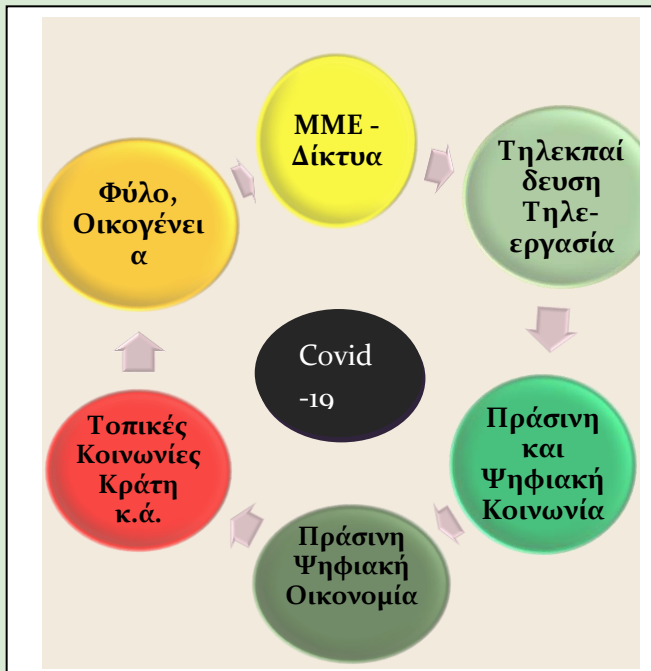 ΜΜΕ -
Δίκτυα
Τηλεκπαί
δευση
Τηλε-
εργασία
Πράσινη
και
Ψηφιακή
Κοινωνία
Πράσινη
Ψηφιακή
Οικονομία
Τοπικές
Κοινωνίες
Κράτη
κ.ά.
Φύλο,
Οικογένει
α
Covid
-19